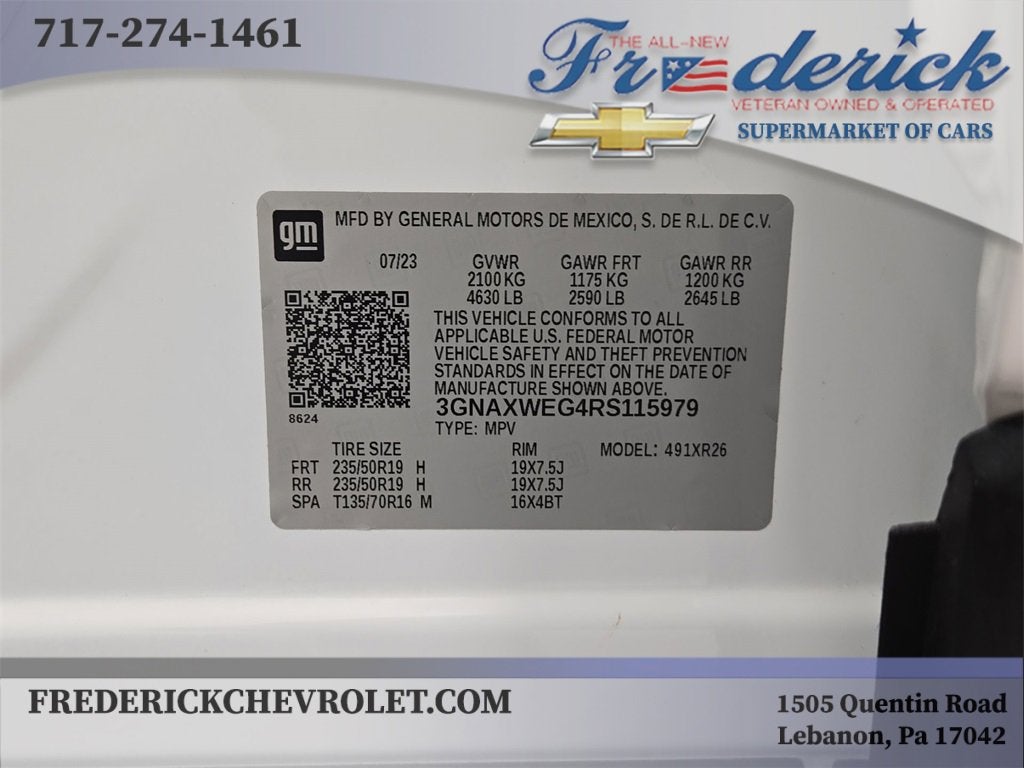 717-274-1461
THE ALL-NEW
Frederick
VETERAN OWNED & OPERATED
SUPERMARKET OF CARS
gm
MFD BY GENERAL MOTORS DE MEXICO, S. DE R.L. DE C.V.
07/23 GVWR GAWR FRT GAWR RR
2100 KG 1175 KG 1200 KG
4630 LB 2590 LB 2645 LB
THIS VEHICLE CONFORMS TO ALL
APPLICABLE U.S. FEDERAL MOTOR
VEHICLE SAFETY AND THEFT PREVENTION
STANDARDS IN EFFECT ON THE DATE OF
MANUFACTURE SHOWN ABOVE.
8624
3GNAXWEG4RS115979
TYPE: MPV
TIRE SIZE RIM MODEL: 491XR26
FRT 235/50R19 H 19X7.5J
RR 235/50R19 H 19X7.5J
SPA T135/70R16 M 16X4BT
FREDERICKCHEVROLET.COM
1505 Quentin Road
Lebanon, Pa 17042